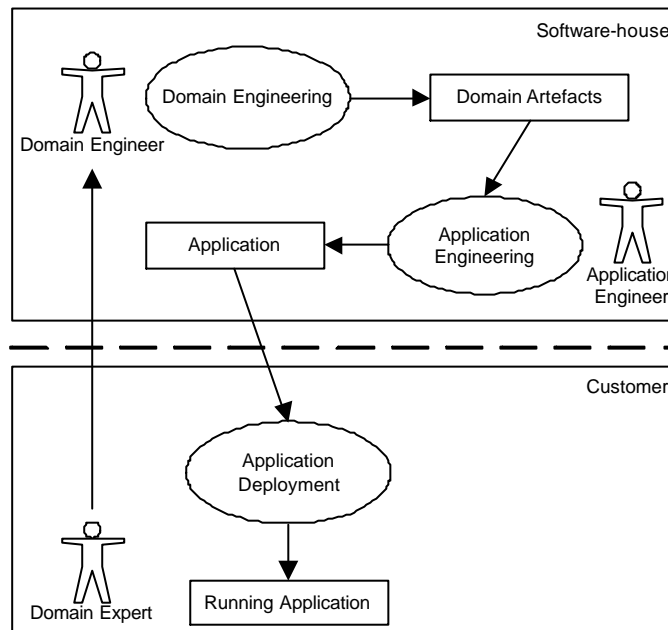 Software-house
Domain Engineering
Domain Artefacts
Domain Engineer
Application
Application
Engineering
Application
Engineer
Customer
Application
Deployment
Domain Expert
Running Application